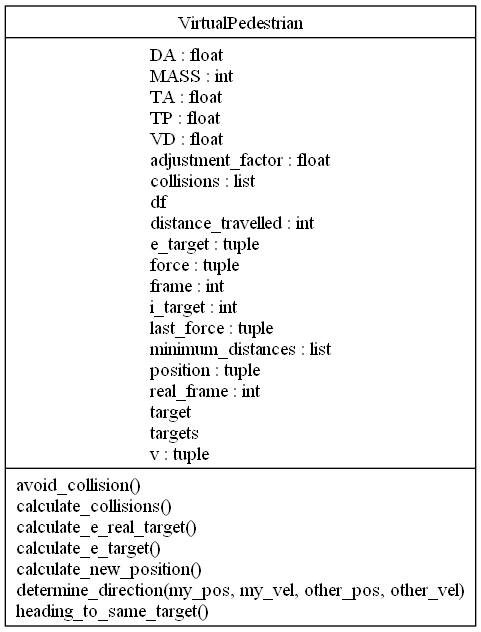 VirtualPedestrian
DA : float
MASS : int
TA : float
TP : float
VD : float
adjustment_factor : float
collisions : list
df
distance_travelled : int
e_target : tuple
force : tuple
frame : int
i_target : int
last_force : tuple
minimum_distances : list
position : tuple
real_frame : int
target
targets
v : tuple
avoid_collision()
calculate_collisions()
calculate_e_real_target()
calculate_e_target()
calculate_new_position()
determine_direction(my_pos, my_vel, other_pos, other_vel)
heading_to_same_target()